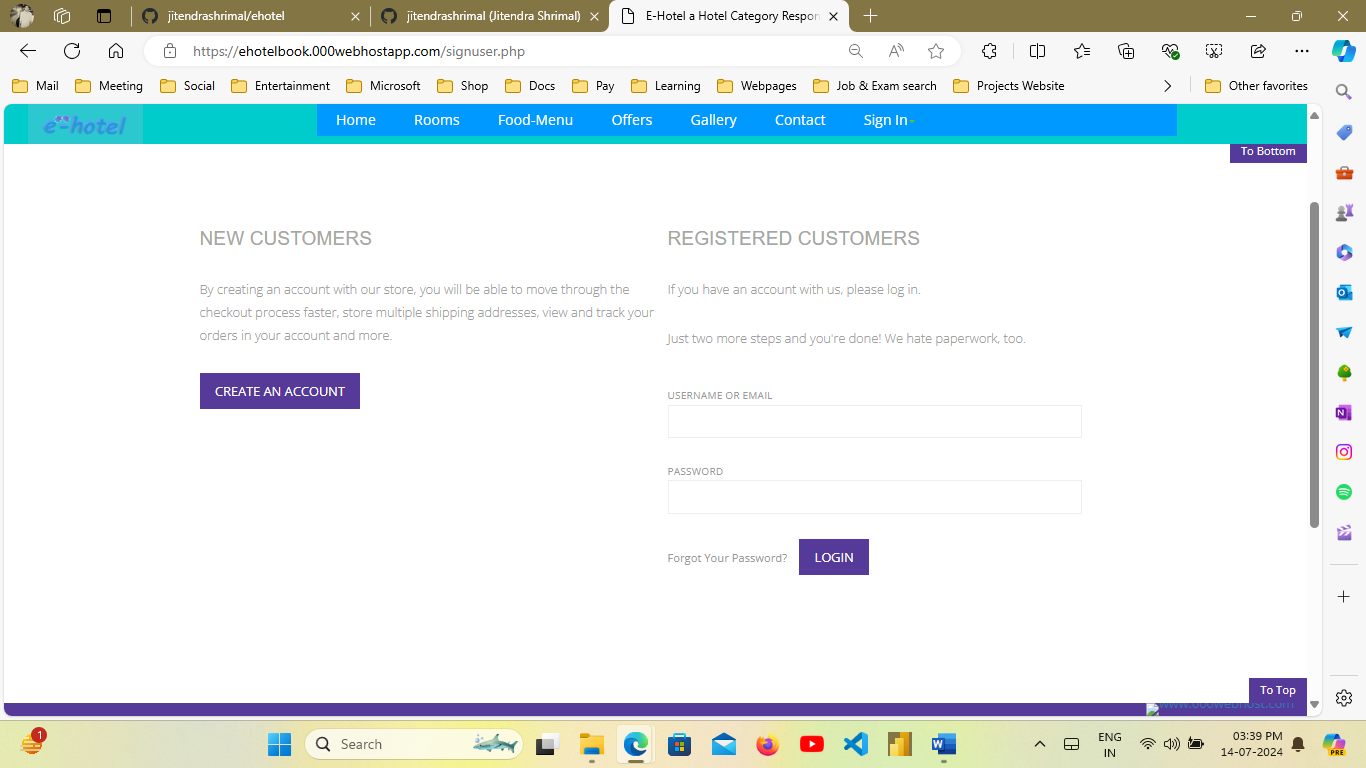 jitendrashrimal/ehotel
jitendrashrimal (Jitendra Shrimal)
E-Hotel a Hotel Category Respon
https://ehotelbook.000webhostapp.com/signuser.php
Mail
Meeting
Social
Entertainment
Microsoft
Shop
Docs
Pay
Learning
Webpages
Job & Exam search
Projects Website
Other favorites
e-hotel
Home
Rooms
Food-Menu
Offers
Gallery
Contact
Sign In
To Bottom
NEW CUSTOMERS
By creating an account with our store, you will be able to move through the
checkout process faster, store multiple shipping addresses, view and track your
orders in your account and more.
CREATE AN ACCOUNT
REGISTERED CUSTOMERS
If you have an account with us, please log in.
Just two more steps and you're done! We hate paperwork, too.
USERNAME OR EMAIL
PASSWORD
Forgot Your Password?
LOGIN
To Top
www.000webhost.com
1
Search
ENG
IN
03:39 PM
14-07-2024
PRE